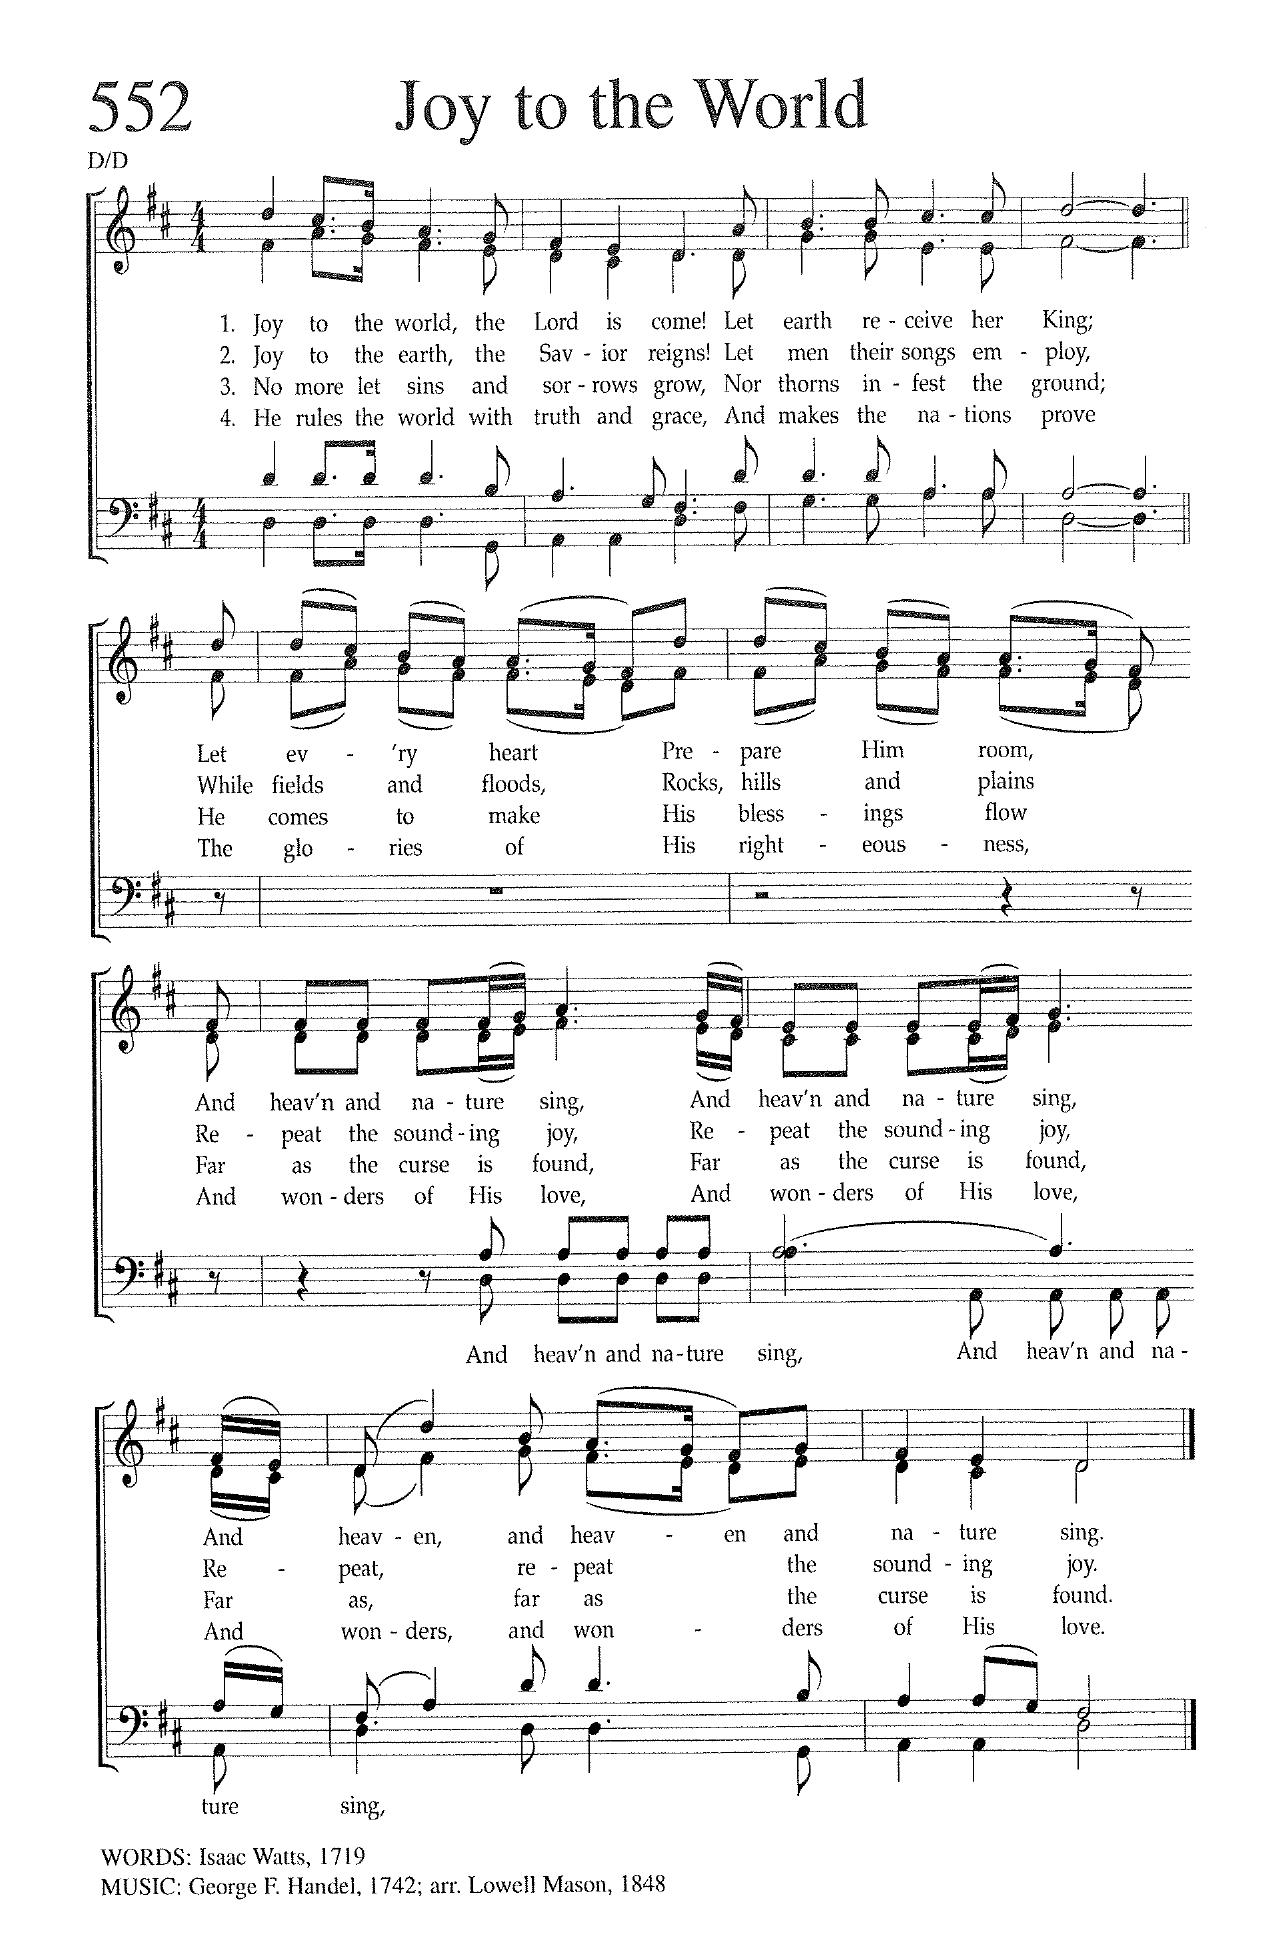 552 Joy to the World
D/D
4 4
1. Joy to the world, the Lord is come! Let earth re - ceive her King;
2. Joy to the earth, the Sav - ior reigns! Let men their songs em - ploy,
3. No more let sins and sor - rows grow, Nor thorns in - fest the ground;
4. He rules the world with truth and grace, And makes the na - tions prove
4 4
Let ev - 'ry heart Pre - pare Him room,
While fields and floods, Rocks, hills and plains
He comes to make His bless - ings flow
The glo - ries of His right - eous - ness,
And heav'n and na - ture sing, And heav'n and na - ture sing,
Re - peat the sound - ing joy, Re - peat the sound - ing joy,
Far as the curse is found, Far as the curse is found,
And won - ders of His love, And won - ders of His love,
And heav'n and na - ture sing, And heav'n and na -
And heav - en, and heav - en and na - ture sing.
Re - peat, re - peat the sound - ing joy.
Far as, far as the curse is found.
And won - ders, and won - ders of His love.
ture sing,
WORDS: Isaac Watts, 1719
MUSIC: George F. Handel, 1742; arr. Lowell Mason, 1848